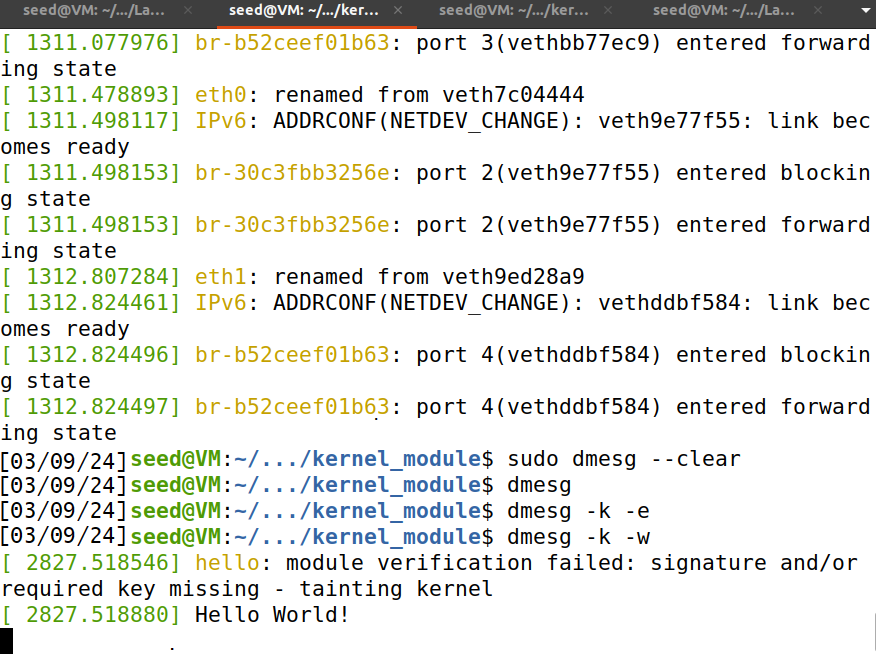 seed@VM: ~/.../La... × seed@VM: ~/.../ker... × seed@VM: ~/.../ker... × seed@VM: ~/.../La... ×
[ 1311.077976] br-b52ceef01b63: port 3(vethbb77ec9) entered forward
ing state
[ 1311.478893] eth0: renamed from veth7c04444
[ 1311.498117] IPv6: ADDRCONF(NETDEV_CHANGE): veth9e77f55: link bec
omes ready
[ 1311.498153] br-30c3fbb3256e: port 2(veth9e77f55) entered blockin
g state
[ 1311.498153] br-30c3fbb3256e: port 2(veth9e77f55) entered forward
ing state
[ 1312.807284] eth1: renamed from veth9ed28a9
[ 1312.824461] IPv6: ADDRCONF(NETDEV_CHANGE): vethddbf584: link bec
omes ready
[ 1312.824496] br-b52ceef01b63: port 4(vethddbf584) entered blockin
g state
[ 1312.824497] br-b52ceef01b63: port 4(vethddbf584) entered forward
ing state
[03/09/24]seed@VM:~/.../kernel_module$ sudo dmesg --clear
[03/09/24]seed@VM:~/.../kernel_module$ dmesg
[03/09/24]seed@VM:~/.../kernel_module$ dmesg -k -e
[03/09/24]seed@VM:~/.../kernel_module$ dmesg -k -w
[ 2827.518546] hello: module verification failed: signature and/or
required key missing - tainting kernel
[ 2827.518880] Hello World!